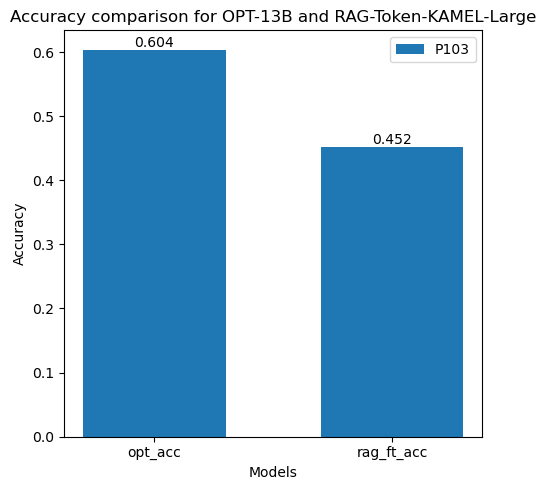 Accuracy comparison for OPT-13B and RAG-Token-KAMEL-Large
P103
0.604
0.452
0.6
0.5
0.4
0.3
0.2
0.1
0.0
Accuracy
opt_acc
rag_ft_acc
Models